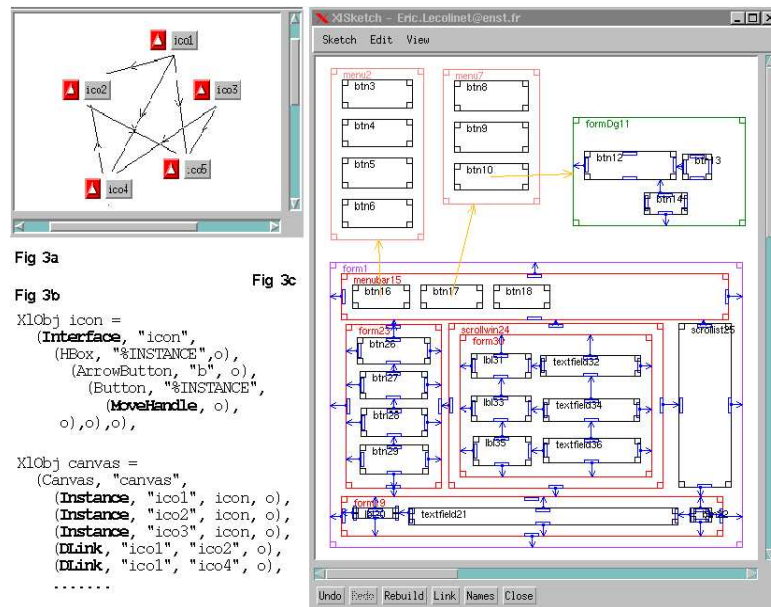 ico1
ico2
ico3
ico4
ico5
Fig 3a
Fig 3c
Fig 3b
XlObj icon =
(Interface, "icon",
(HBox, "%INSTANCE",o),
(ArrowButton, "b", o),
(Button, "%INSTANCE",
(MoveHandle, o),
o),o),o),
XlObj canvas =
(Canvas, "canvas",
(Instance, "ico1", icon, o),
(Instance, "ico2", icon, o),
(Instance, "ico3", icon, o),
(DLink, "ico1", "ico2", o),
(DLink, "ico1", "ico4", o),
.......
XISketch - Eric.Lecolinet@enst.fr
Sketch Edit View
menu2
btn3
btn4
btn5
btn6
menu7
btn8
btn9
btn10
formDg11
btn12
btn13
btn14
form1
menubar15
btn16
btn17
btn18
form25
btn26
btn27
btn28
btn29
scrollwin24
form30
lbl31
textfield32
lbl33
textfield34
lbl35
textfield36
scrollist25
form19
lbl20
textfield21
Undo Redo Rebuild Link Names Close